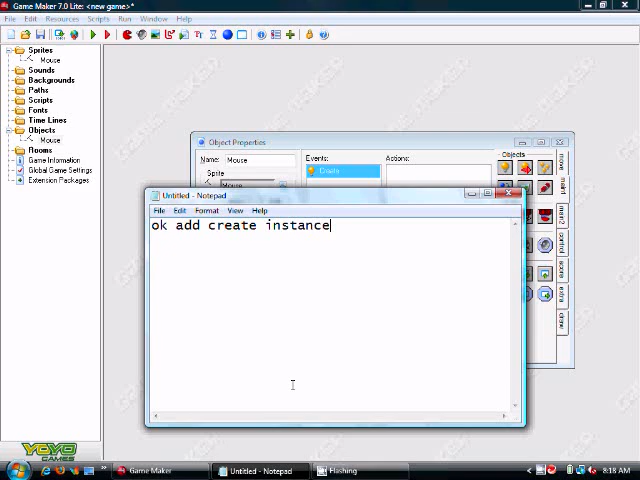 Game Maker 7.0 Lite: <new game>*
File Edit Resources Scripts Run Window Help
Sprites
Mouse
Sounds
Backgrounds
Paths
Scripts
Fonts
Time Lines
Objects
Mouse
Rooms
Game Information
Global Game Settings
Extension Packages
Object Properties
Name: Mouse
Sprite
Mouse
Events:
Create
Actions:
Objects
move
main1
main2
control
score
extra
draw
Untitled - Notepad
File Edit Format View Help
ok add create instance
YOYO
GAMES
Game Maker
Untitled - Notepad
Flashing
8:18 AM